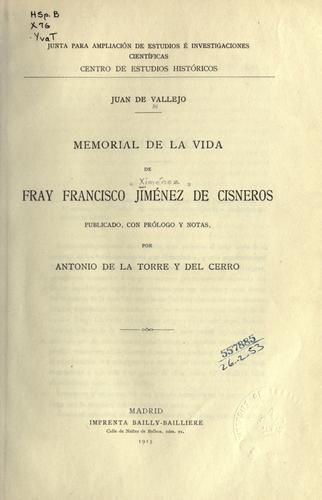 HSp. B
X76
.YvaT
JUNTA PARA AMPLIACIÓN DE ESTUDIOS É INVESTIGACIONES
CIENTÍFICAS
CENTRO DE ESTUDIOS HISTÓRICOS
JUAN DE VALLEJO
MEMORIAL DE LA VIDA
DE
Ximénez
FRAY FRANCISCO JIMÉNEZ DE CISNEROS
PUBLICADO, CON PRÓLOGO Y NOTAS,
POR
ANTONIO DE LA TORRE Y DEL CERRO
557885
26.2.53
MADRID
IMPRENTA BAILLY-BAILLIERE
Calle de Núñez de Balboa, núm. 21.
1913